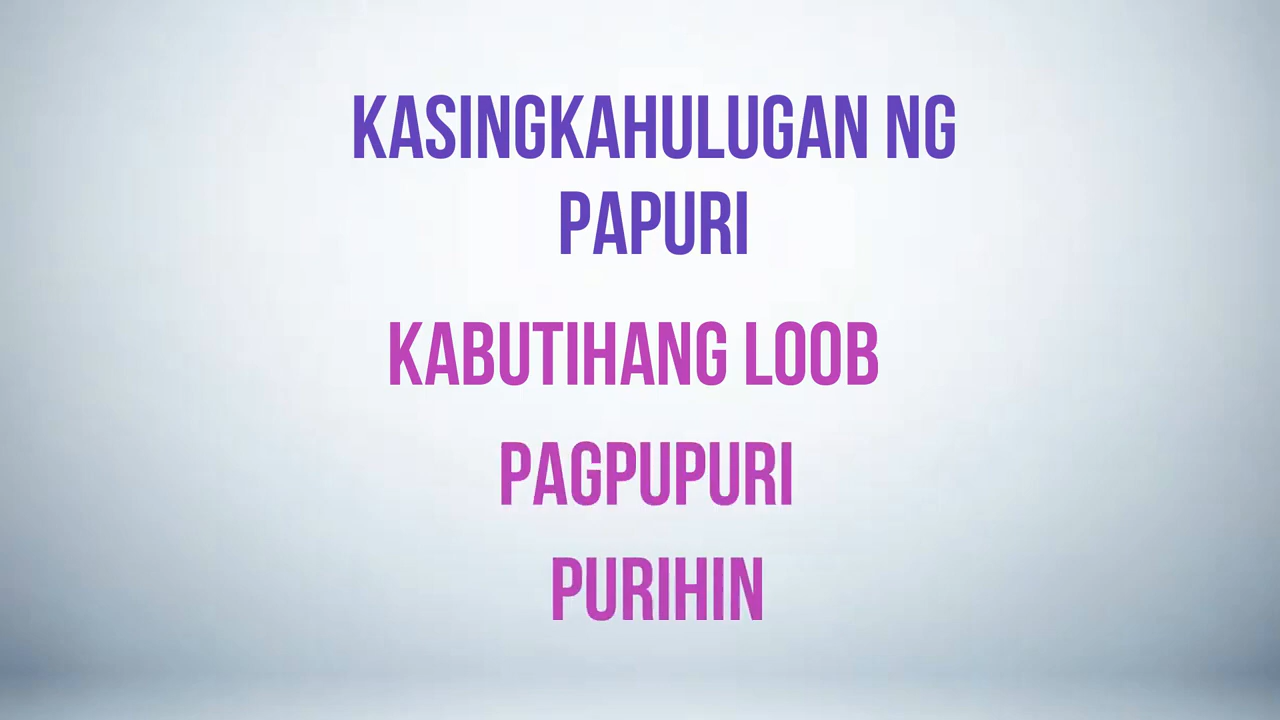 KASINGKAHULUGAN NG
PAPURI
KABUTIHANG LOOB
PAGPUPURI
PURIHIN